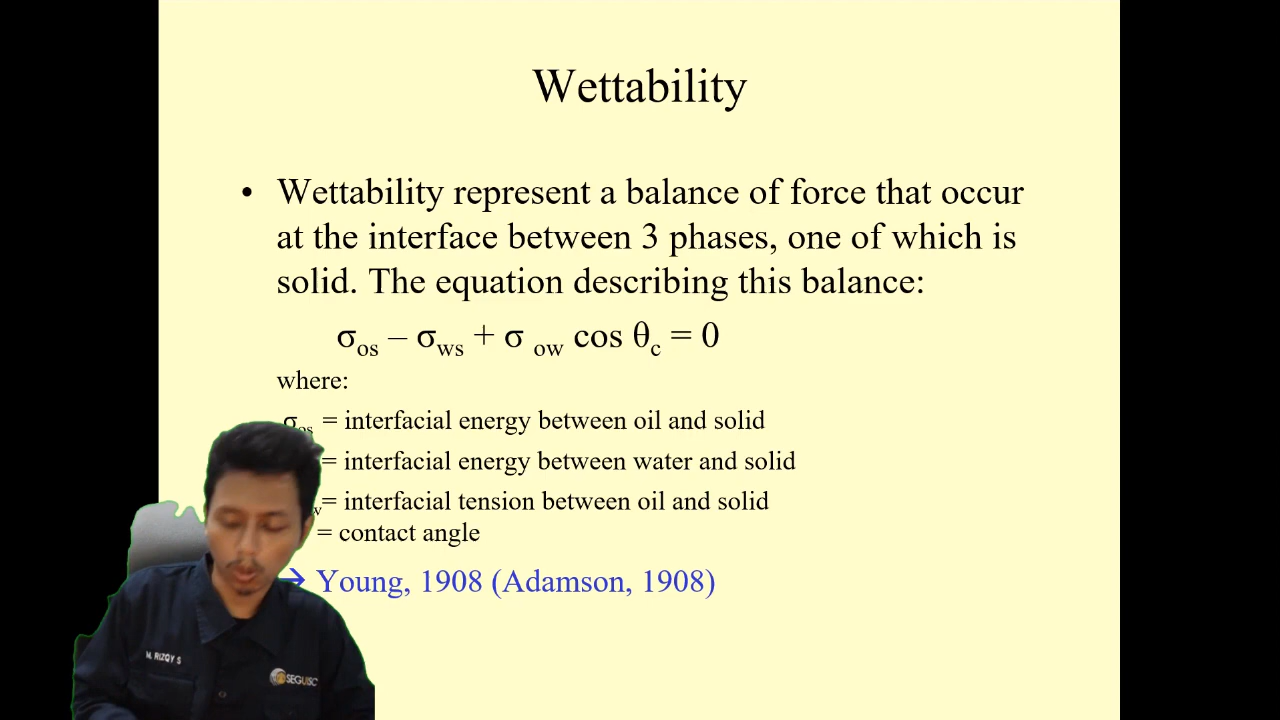 Wettability
• Wettability represent a balance of force that occur
at the interface between 3 phases, one of which is
solid. The equation describing this balance:
σos – σws + σ ow cos θc = 0
where:
σos = interfacial energy between oil and solid
= interfacial energy between water and solid
w= interfacial tension between oil and solid
= contact angle
→ Young, 1908 (Adamson, 1908)
M. RIZQY S